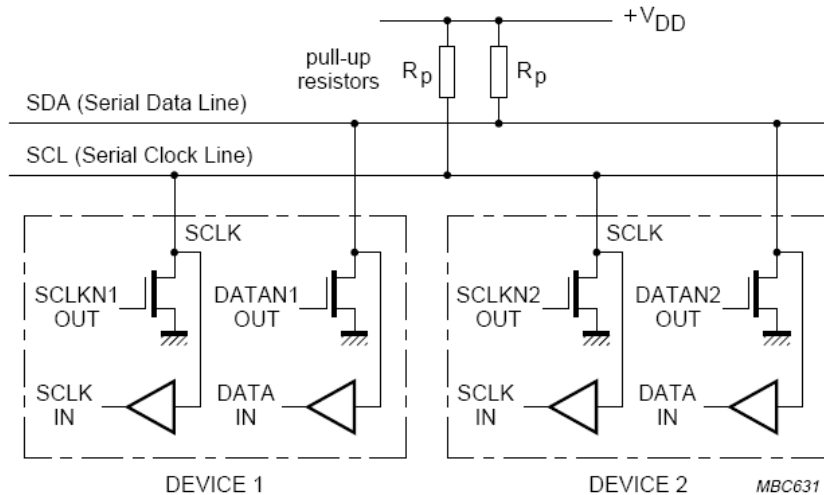 +VDD
pull-up
resistors
Rp
Rp
SDA (Serial Data Line)
SCL (Serial Clock Line)
SCLK
SCLK
SCLKN1
OUT
DATAN1
OUT
SCLKN2
OUT
DATAN2
OUT
SCLK
IN
DATA
IN
SCLK
IN
DATA
IN
DEVICE 1
DEVICE 2
MBC631